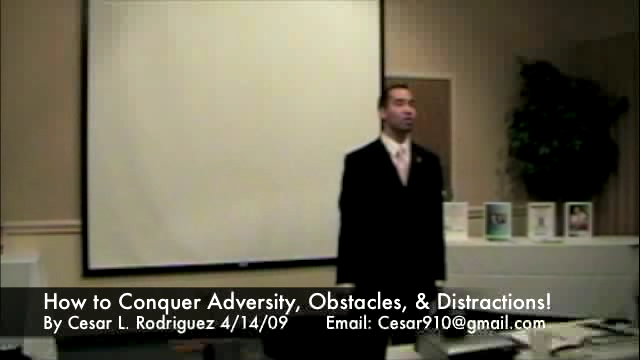 How to Conquer Adversity, Obstacles, & Distractions!
By Cesar L. Rodriguez 4/14/09 Email: Cesar910@gmail.com